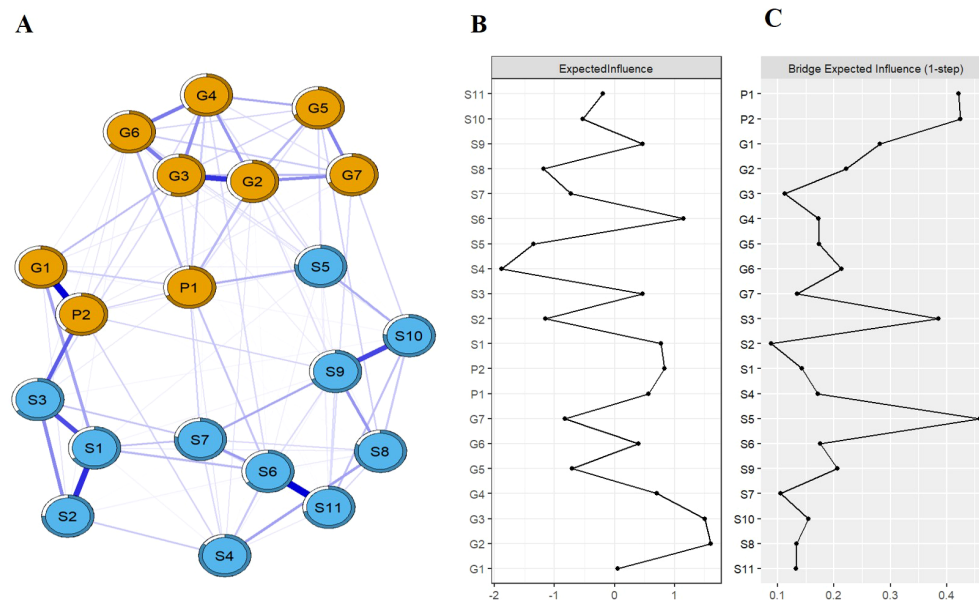 A
B
C
G4
G5
G6
G3
G2
G7
G1
S5
P1
P2
S10
S9
S3
S7
S1
S8
S6
S11
S2
S4
ExpectedInfluence
S11
S10
S9
S8
S7
S6
S5
S4
S3
S2
S1
P2
P1
G7
G6
G5
G4
G3
G2
G1
-2 -1 0 1
Bridge Expected Influence (1-step)
P1
P2
G1
G2
G3
G4
G5
G6
G7
S3
S2
S1
S4
S5
S6
S9
S7
S10
S8
S11
0.1 0.2 0.3 0.4